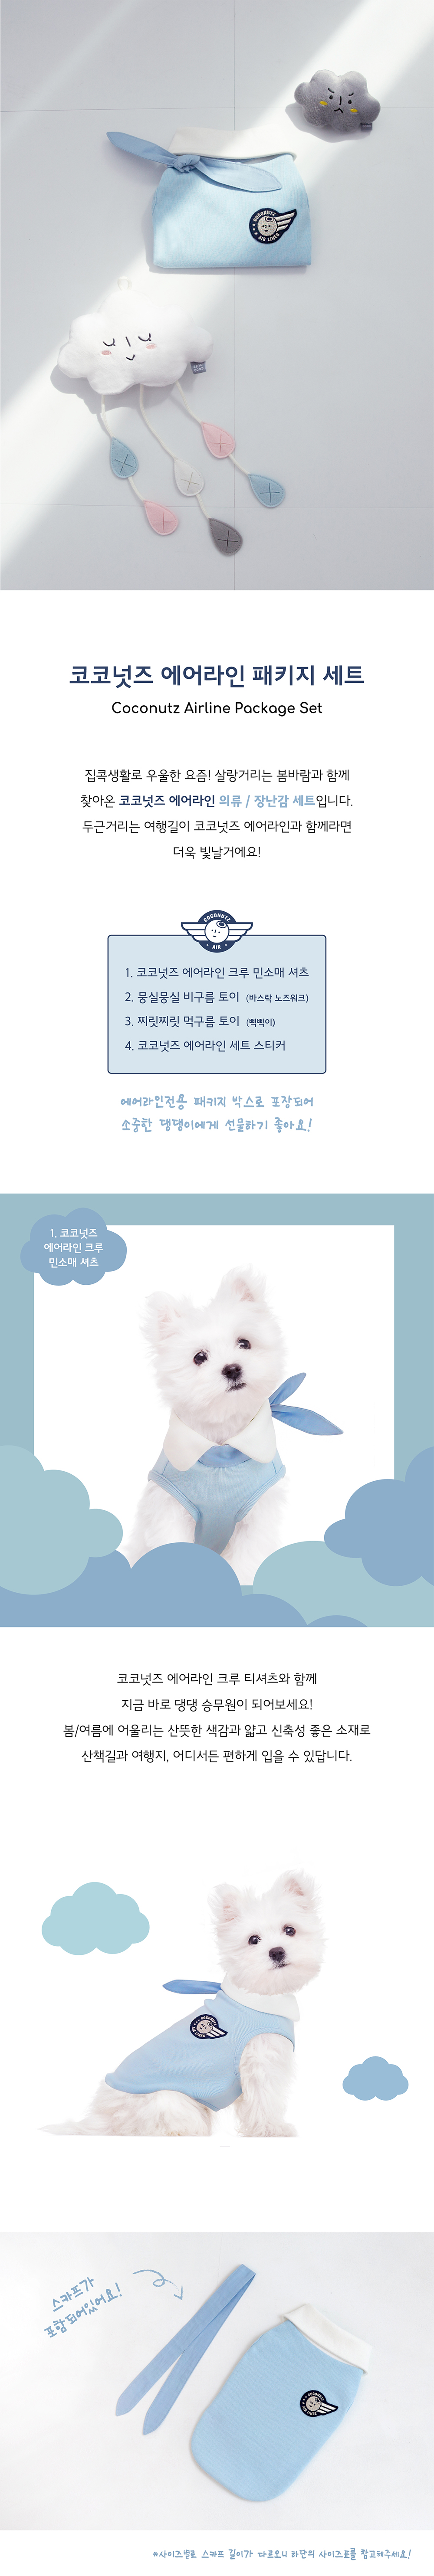 코코넛즈 에어라인 패키지 세트
Coconutz Airline Package Set
집콕생활로 우울한 요즘! 살랑거리는 봄바람과 함께
찾아온 코코넛즈 에어라인 의류 / 장난감 세트입니다.
두근거리는 여행길이 코코넛즈 에어라인과 함께라면
더욱 빛날거에요!
COCONUTZ
AIR
1. 코코넛즈 에어라인 크루 민소매 셔츠
2. 뭉실뭉실 비구름 토이 (바스락 노즈워크)
3. 찌릿찌릿 먹구름 토이 (삑삑이)
4. 코코넛즈 에어라인 세트 스티커
에어라인전용 패키지 박스로 포장되어
소중한 댕댕이에게 선물하기 좋아요!
1. 코코넛즈
에어라인 크루
민소매 셔츠
코코넛즈 에어라인 크루 티셔츠와 함께
지금 바로 댕댕 승무원이 되어보세요!
봄/여름에 어울리는 산뜻한 색감과 얇고 신축성 좋은 소재로
산책길과 여행지, 어디서든 편하게 입을 수 있답니다.
스카프가
포함되어있어요!
*사이즈별로 스카프 길이가 다르오니 하단의 사이즈표를 참고해주세요!